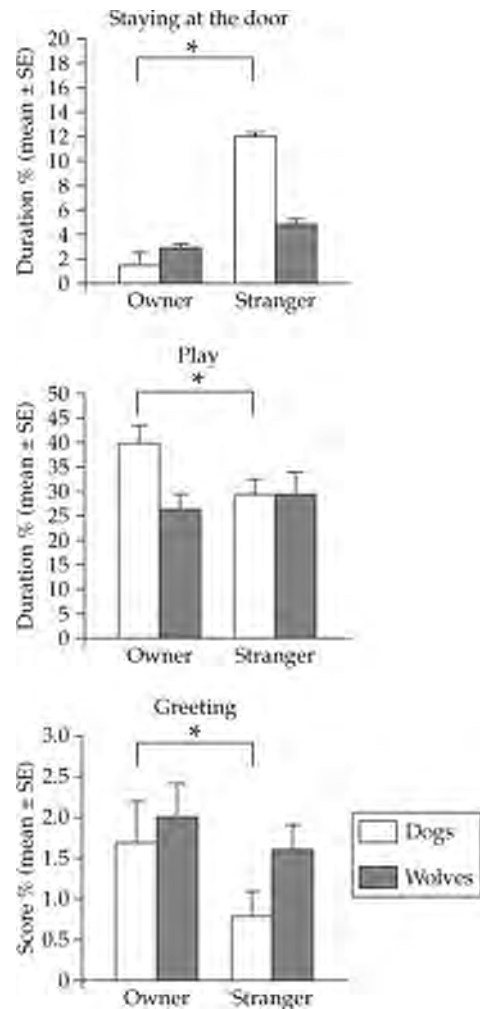 Staying at the door
20
18
16
14
12
10
8
6
4
2
0
Duration % (mean ± SE)
*
Owner Stranger
Play
50
45
40
35
30
25
20
15
10
5
0
Duration % (mean ± SE)
*
Owner Stranger
Greeting
3.0
2.5
2.0
1.5
1.0
0.5
0
Score % (mean ± SE)
*
Owner Stranger
Dogs
Wolves